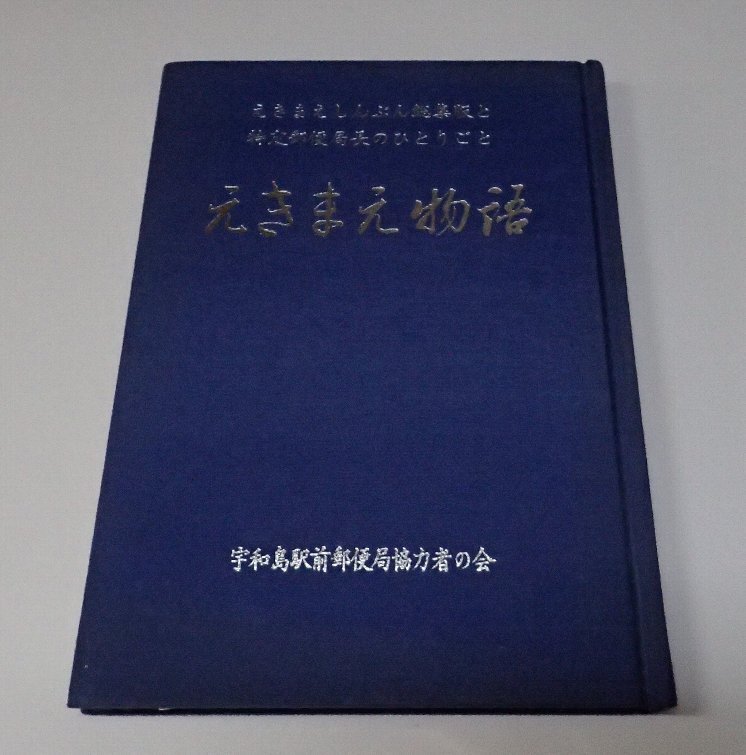 えきまえしんぶん総集版と
特定郵便局長のひとりごと
えきまえ物語
宇和島駅前郵便局協力者の会